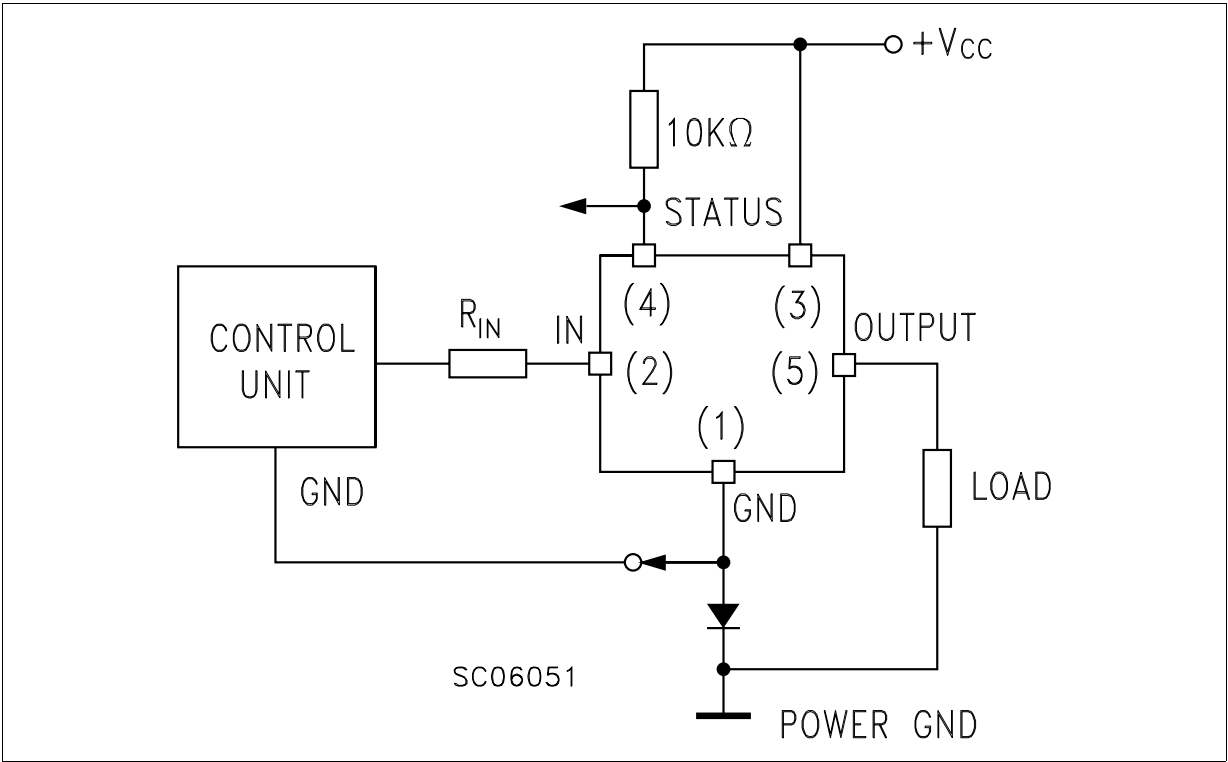 +VCC
10KΩ
STATUS
(4)
(3)
RIN
IN
OUTPUT
CONTROL
UNIT
(2)
(5)
(1)
GND
GND
LOAD
SC06051
POWER GND